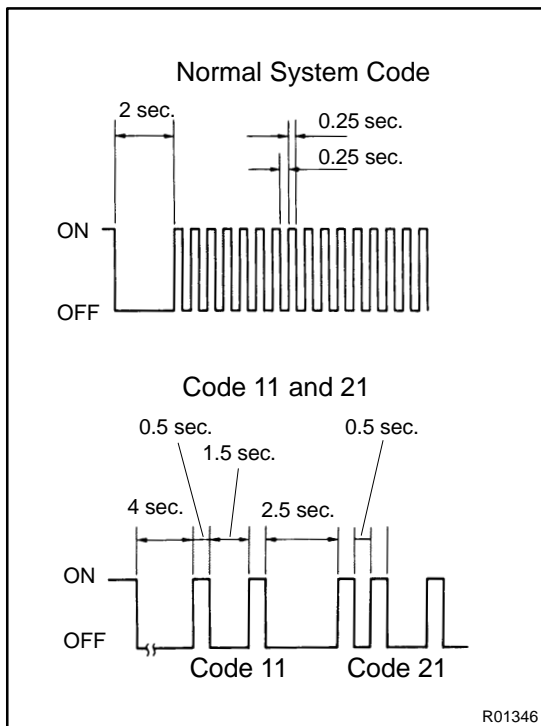 Normal System Code
2 sec.
0.25 sec.
0.25 sec.
ON
OFF
Code 11 and 21
0.5 sec.
0.5 sec.
1.5 sec.
4 sec.
2.5 sec.
ON
OFF
Code 11
Code 21
R01346